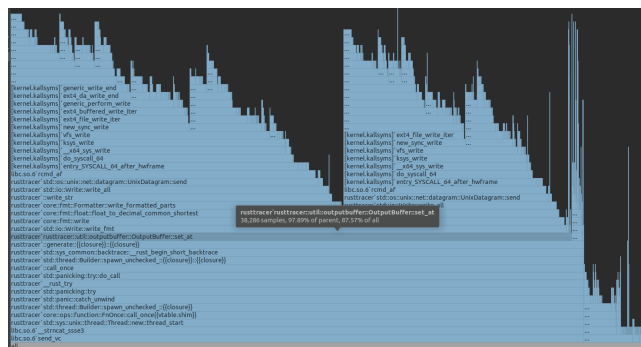 [kernel.kallsyms]`generic_write_end
[kernel.kallsyms]`ext4_da_write_end
[kernel.kallsyms]`generic_perform_write
[kernel.kallsyms]`ext4_buffered_write_iter
[kernel.kallsyms]`ext4_file_write_iter
[kernel.kallsyms]`new_sync_write
[kernel.kallsyms]`vfs_write
[kernel.kallsyms]`ksys_write
[kernel.kallsyms]`__x64_sys_write
[kernel.kallsyms]`do_syscall_64
[kernel.kallsyms]`entry_SYSCALL_64_after_hwframe
libc.so.6`rcmd_af
rusttracer`std::os::unix::net::datagram::UnixDatagram::send
rusttracer`std::io::Write::write_all
rusttracer`::write_str
rusttracer`core::fmt::Formatter::write_formatted_parts
rusttracer`core::fmt::float::float_to_decimal_common_shortest
rusttracer`core::fmt::write
rusttracer`std::io::Write::write_fmt
rusttracer`rusttracer::util::outputbuffer::OutputBuffer::set_at
rusttracer`::generate::{{closure}}::{{closure}}
rusttracer`std::sys_common::backtrace::__rust_begin_short_backtrace
rusttracer`std::thread::Builder::spawn_unchecked_::{{closure}}::{{closure}}
rusttracer`::call_once
rusttracer`std::panicking::try::do_call
rusttracer`__rust_try
rusttracer`std::panicking::try
rusttracer`std::panic::catch_unwind
rusttracer`std::thread::Builder::spawn_unchecked_::{{closure}}
rusttracer`core::ops::function::FnOnce::call_once{{vtable.shim}}
rusttracer`std::sys::unix::thread::Thread::new::thread_start
libc.so.6`__strncat_ssse3
libc.so.6`send_vc
all
[kernel.kallsyms]`ext4_file_write_iter
[kernel.kallsyms]`new_sync_write
[kernel.kallsyms]`vfs_write
[kernel.kallsyms]`ksys_write
[kernel.kallsyms]`__x64_sys_write
[kernel.kallsyms]`do_syscall_64
[kernel.kallsyms]`entry_SYSCALL_64_after_hwframe
libc.so.6`rcmd_af
rusttracer`std::os::unix::net::datagram::UnixDatagram::send
rusttracer`rusttracer::util::outputbuffer::OutputBuffer::set_at
38,286 samples, 97.89% of parent, 87.57% of all